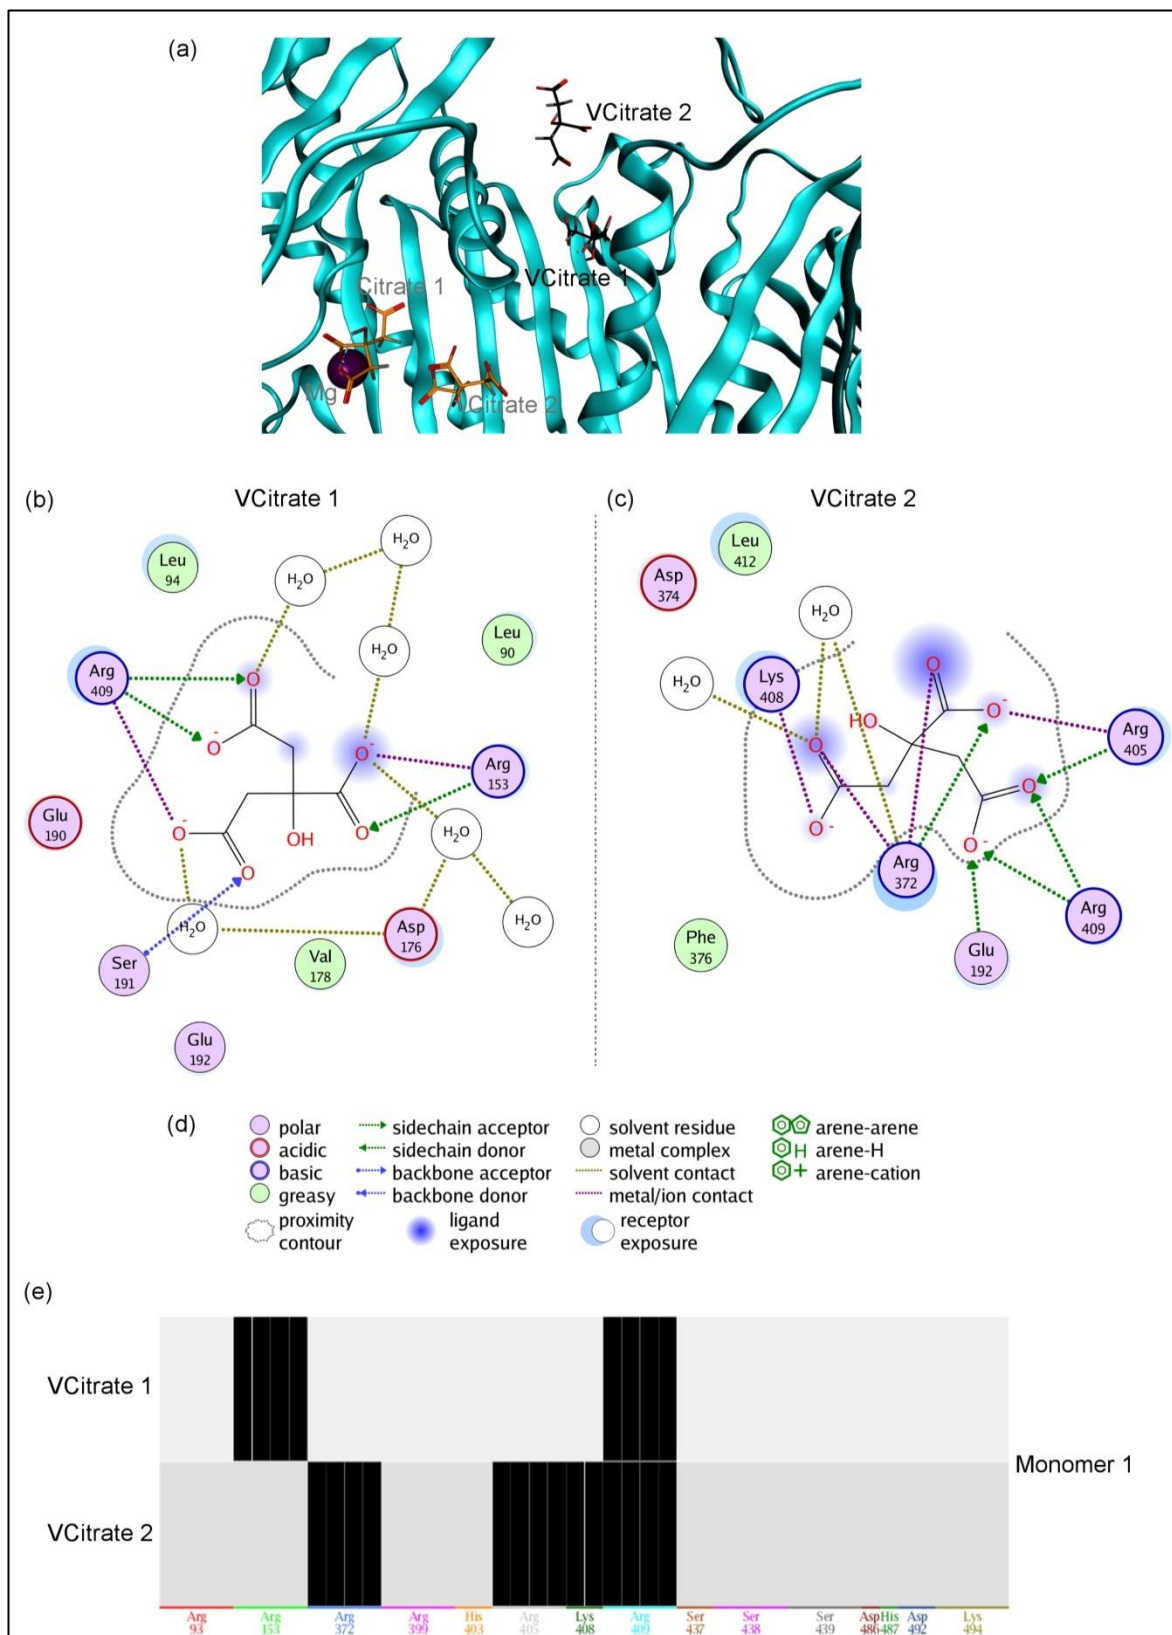 (a)
VCitrate 2
VCitrate 1
Citrate 1
Mg
Citrate 2
(b)
VCitrate 1
Leu
94
H₂O
H₂O
H₂O
Leu
90
Arg
409
O
O⁻
O⁻
Arg
153
Glu
190
O⁻
OH
O
O
H₂O
H₂O
H₂O
Asp
176
Ser
191
Val
178
Glu
192
(c)
VCitrate 2
Leu
412
Asp
374
H₂O
H₂O
Lys
408
O
O⁻
HO
O
Arg
405
O
O⁻
O⁻
Arg
372
Arg
409
Phe
376
Glu
192
(d)
polar
acidic
basic
greasy
proximity
contour
sidechain acceptor
sidechain donor
backbone acceptor
backbone donor
ligand
exposure
solvent residue
metal complex
solvent contact
metal/ion contact
receptor
exposure
arene-arene
H arene-H
+ arene-cation
(e)
VCitrate 1
VCitrate 2
Monomer 1
Arg Arg Arg Arg His Arg Lys Arg Ser Ser Ser Asp His Asp Lys
93 153 372 399 403 405 408 409 437 438 439 486 487 492 494